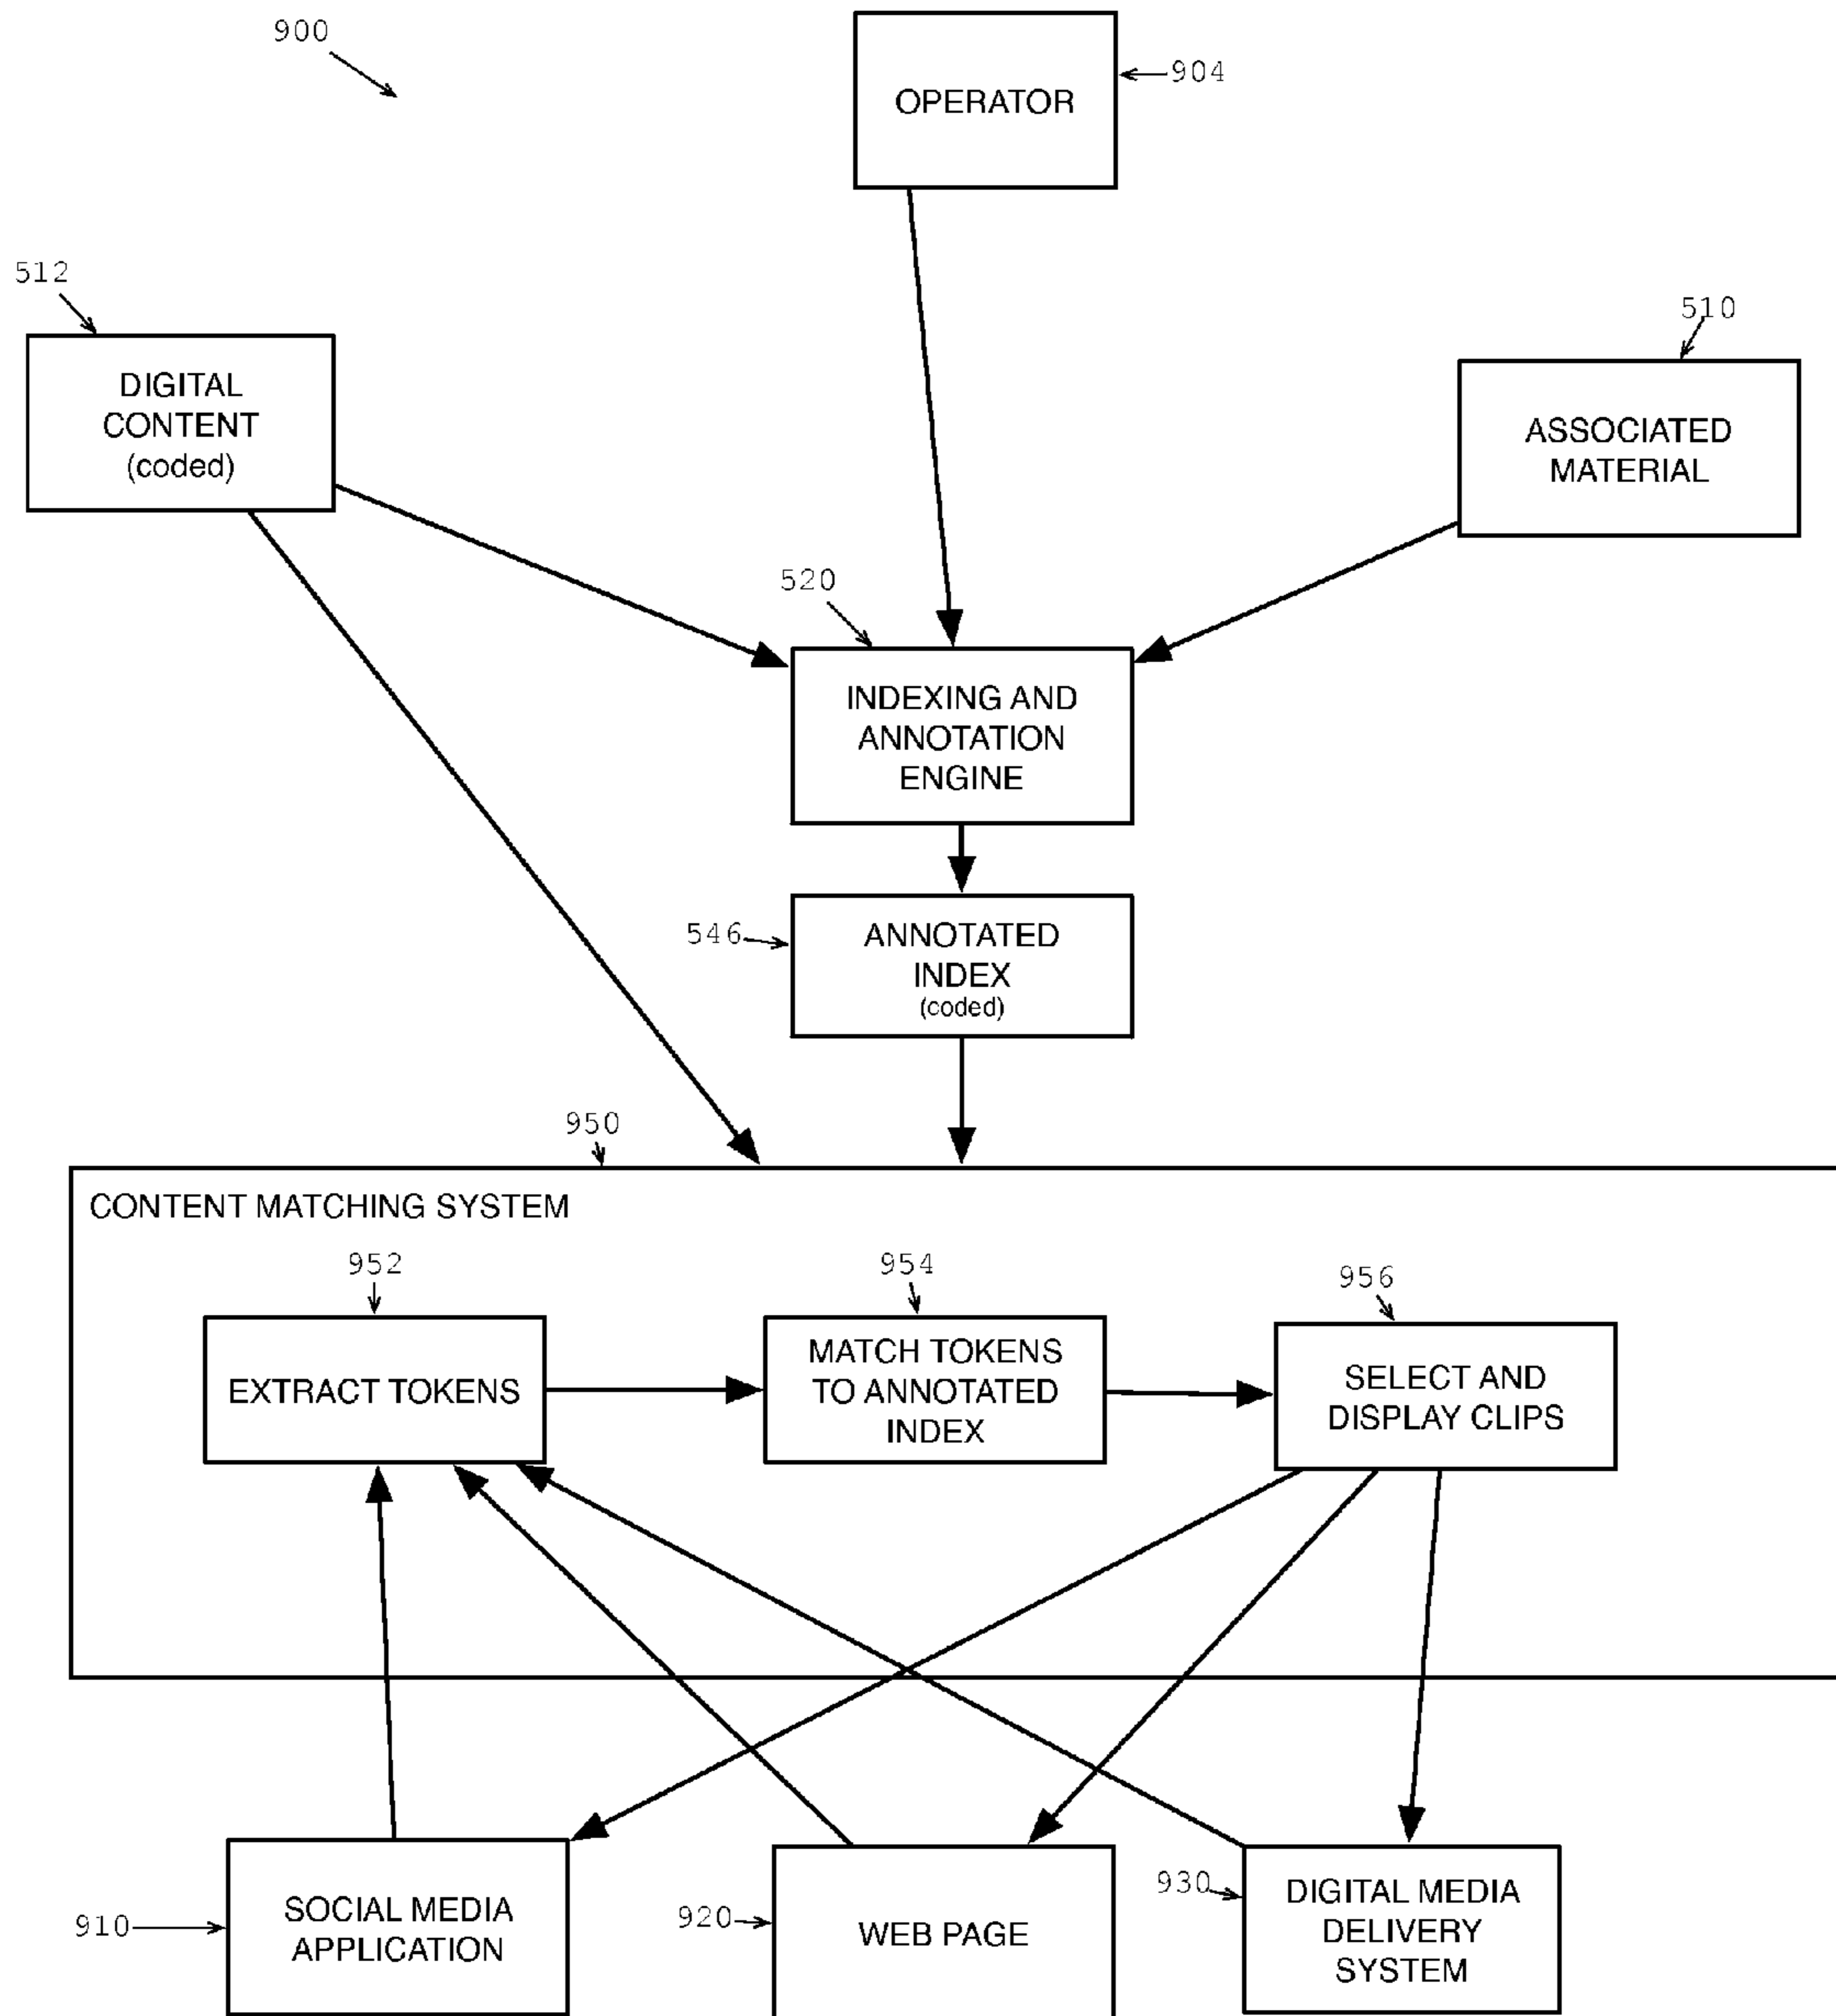 900
OPERATOR
904
512
DIGITAL
CONTENT
(coded)
510
ASSOCIATED
MATERIAL
520
INDEXING AND
ANNOTATION
ENGINE
546
ANNOTATED
INDEX
(coded)
950
CONTENT MATCHING SYSTEM
952
EXTRACT TOKENS
954
MATCH TOKENS
TO ANNOTATED
INDEX
956
SELECT AND
DISPLAY CLIPS
910
SOCIAL MEDIA
APPLICATION
920
WEB PAGE
930
DIGITAL MEDIA
DELIVERY
SYSTEM